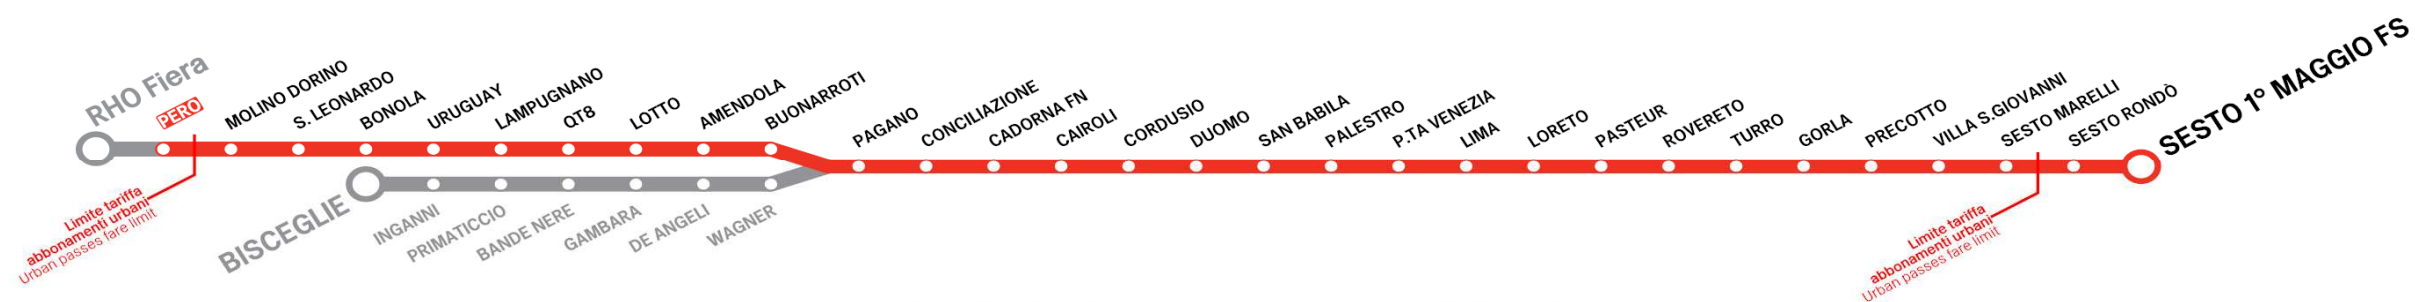 RHO Fiera
PERO
MOLINO DORINO
S. LEONARDO
BONOLA
URUGUAY
LAMPUGNANO
QT8
LOTTO
AMENDOLA
BUONARROTI
PAGANO
CONCILIAZIONE
CADORNA FN
CAIROLI
CORDUSIO
DUOMO
SAN BABILA
PALESTRO
P.TA VENEZIA
LIMA
LORETO
PASTEUR
ROVERETO
TURRO
GORLA
PRECOTTO
VILLA S.GIOVANNI
SESTO MARELLI
SESTO RONDÒ
SESTO 1° MAGGIO FS
Limite tariffa
abbonamenti urbani
Urban passes fare limit
BISCEGLIE
INGANNI
PRIMATICCIO
BANDE NERE
GAMBARA
DE ANGELI
WAGNER
Limite tariffa
abbonamenti urbani
Urban passes fare limit